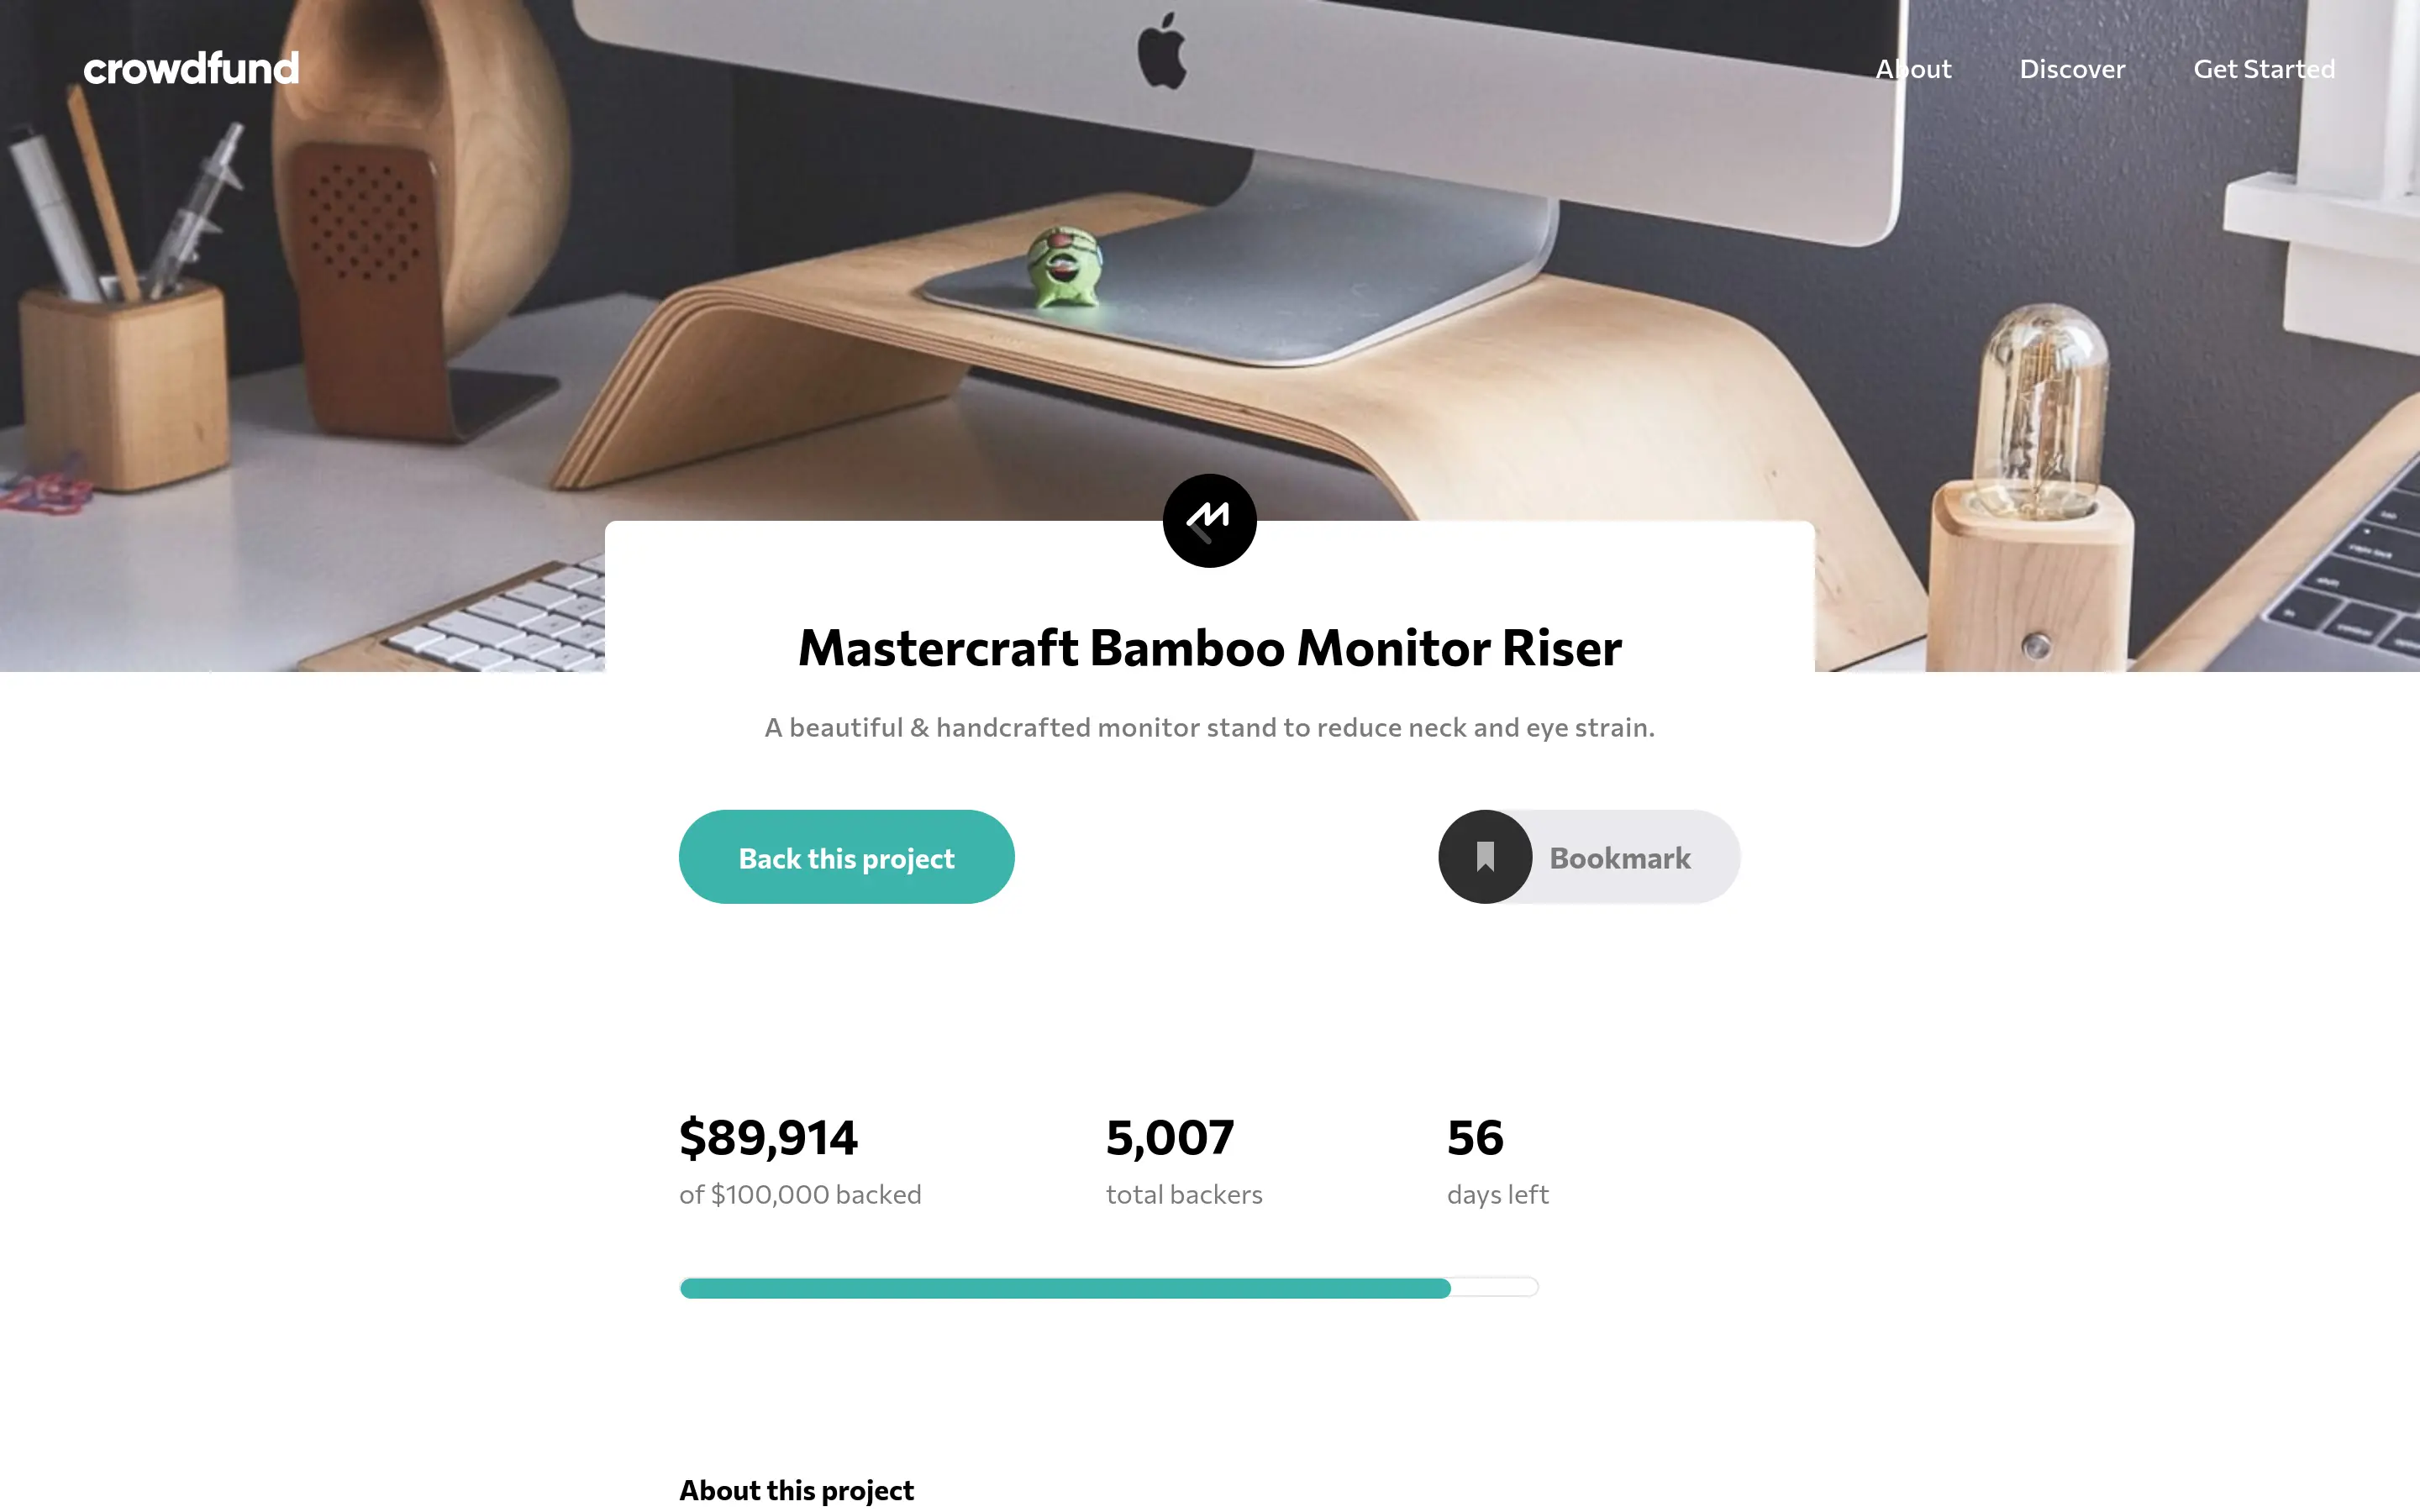 crowdfund
About Discover Get Started
Mastercraft Bamboo Monitor Riser
A beautiful & handcrafted monitor stand to reduce neck and eye strain.
Back this project
Bookmark
$89,914 5,007 56
of $100,000 backed total backers days left
About this project